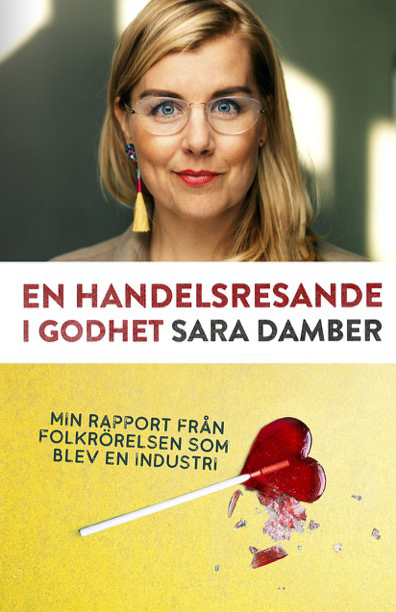 EN HANDELSRESANDE
I GODHET SARA DAMBER
MIN RAPPORT FRÅN
FOLKRÖRELSEN SOM
BLEV EN INDUSTRI